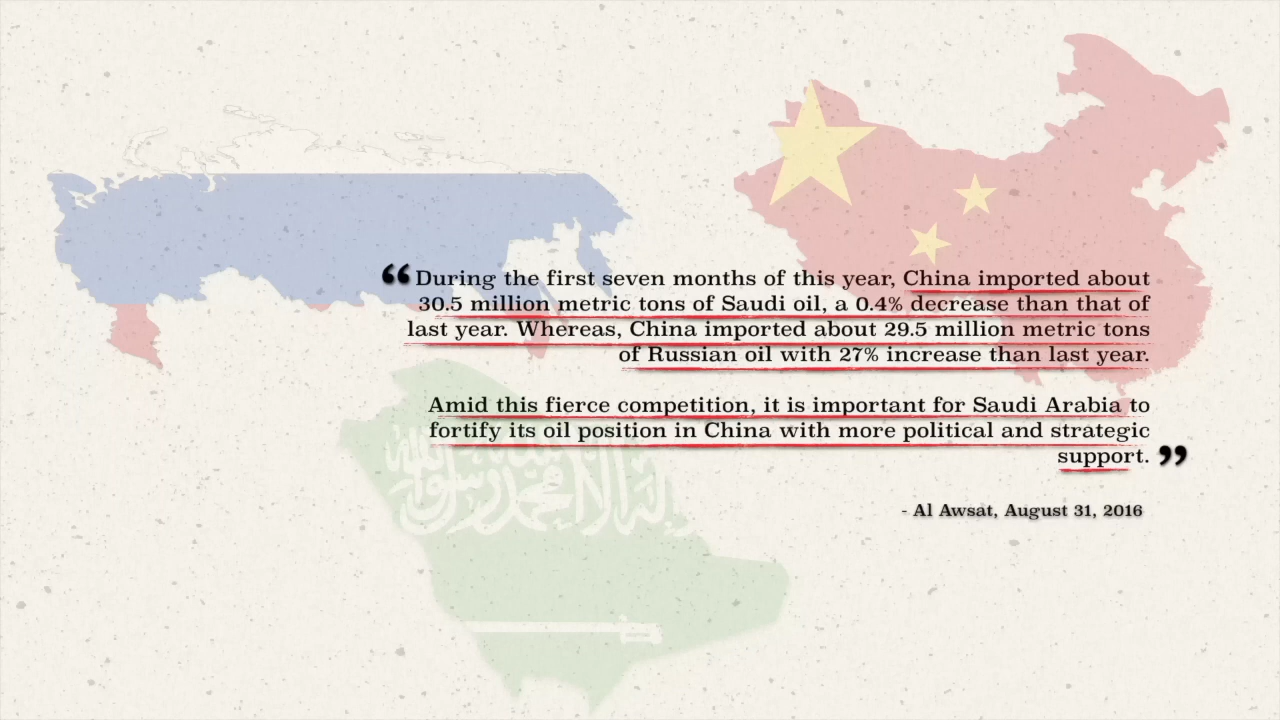 “During the first seven months of this year, China imported about
30.5 million metric tons of Saudi oil, a 0.4% decrease than that of
last year. Whereas, China imported about 29.5 million metric tons
of Russian oil with 27% increase than last year.
Amid this fierce competition, it is important for Saudi Arabia to
fortify its oil position in China with more political and strategic
support.”
- Al Awsat, August 31, 2016